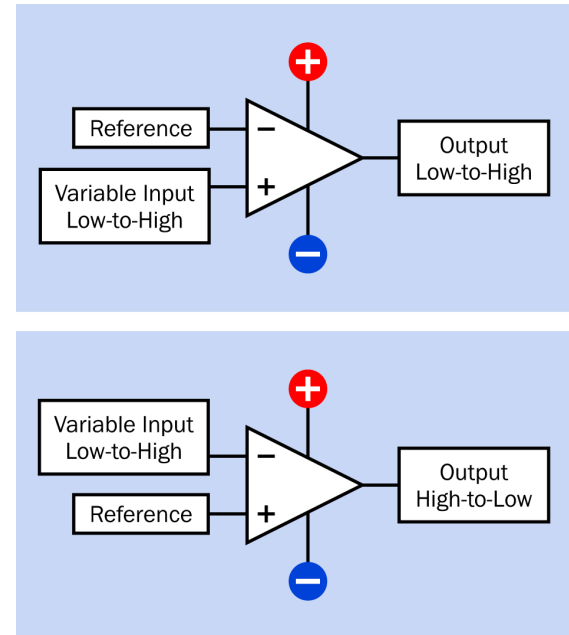 +
Reference
−
Output
Low-to-High
Variable Input
Low-to-High
+
−
+
Variable Input
Low-to-High
−
Output
High-to-Low
Reference
+
−